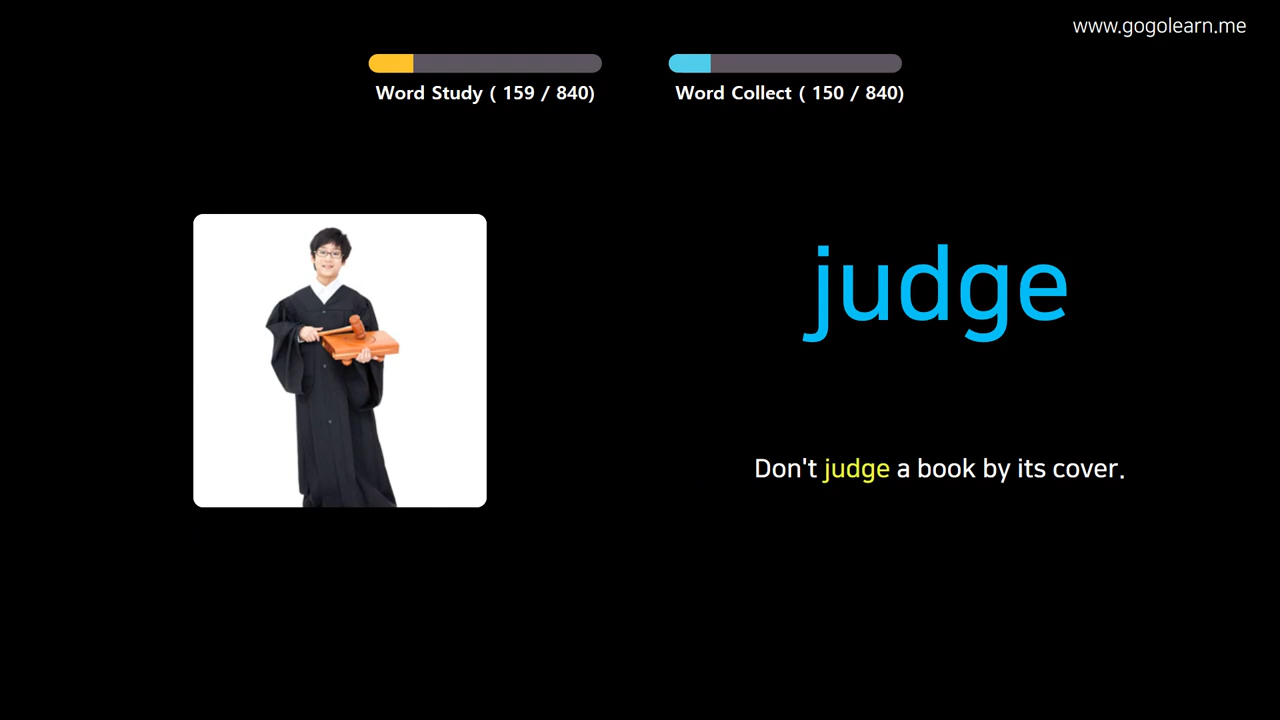 www.gogolearn.me
Word Study ( 159 / 840)
Word Collect ( 150 / 840)
judge
Don't judge a book by its cover.